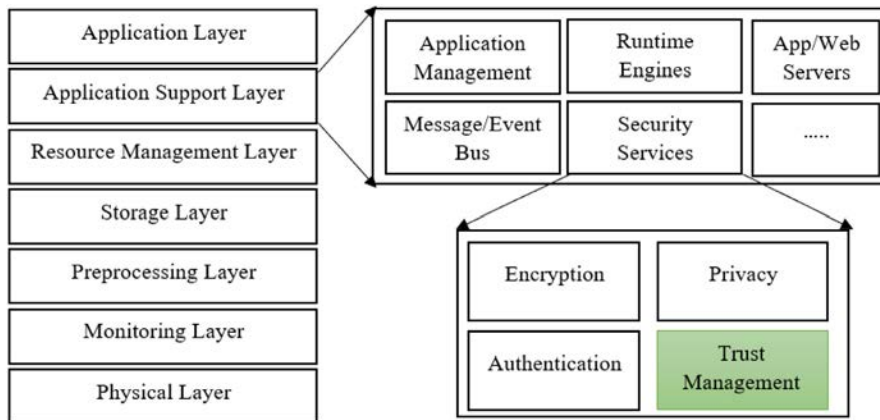 Application Layer
Application Support Layer
Resource Management Layer
Storage Layer
Preprocessing Layer
Monitoring Layer
Physical Layer
Application
Management
Runtime
Engines
App/Web
Servers
Message/Event
Bus
Security
Services
.....
Encryption
Privacy
Authentication
Trust
Management